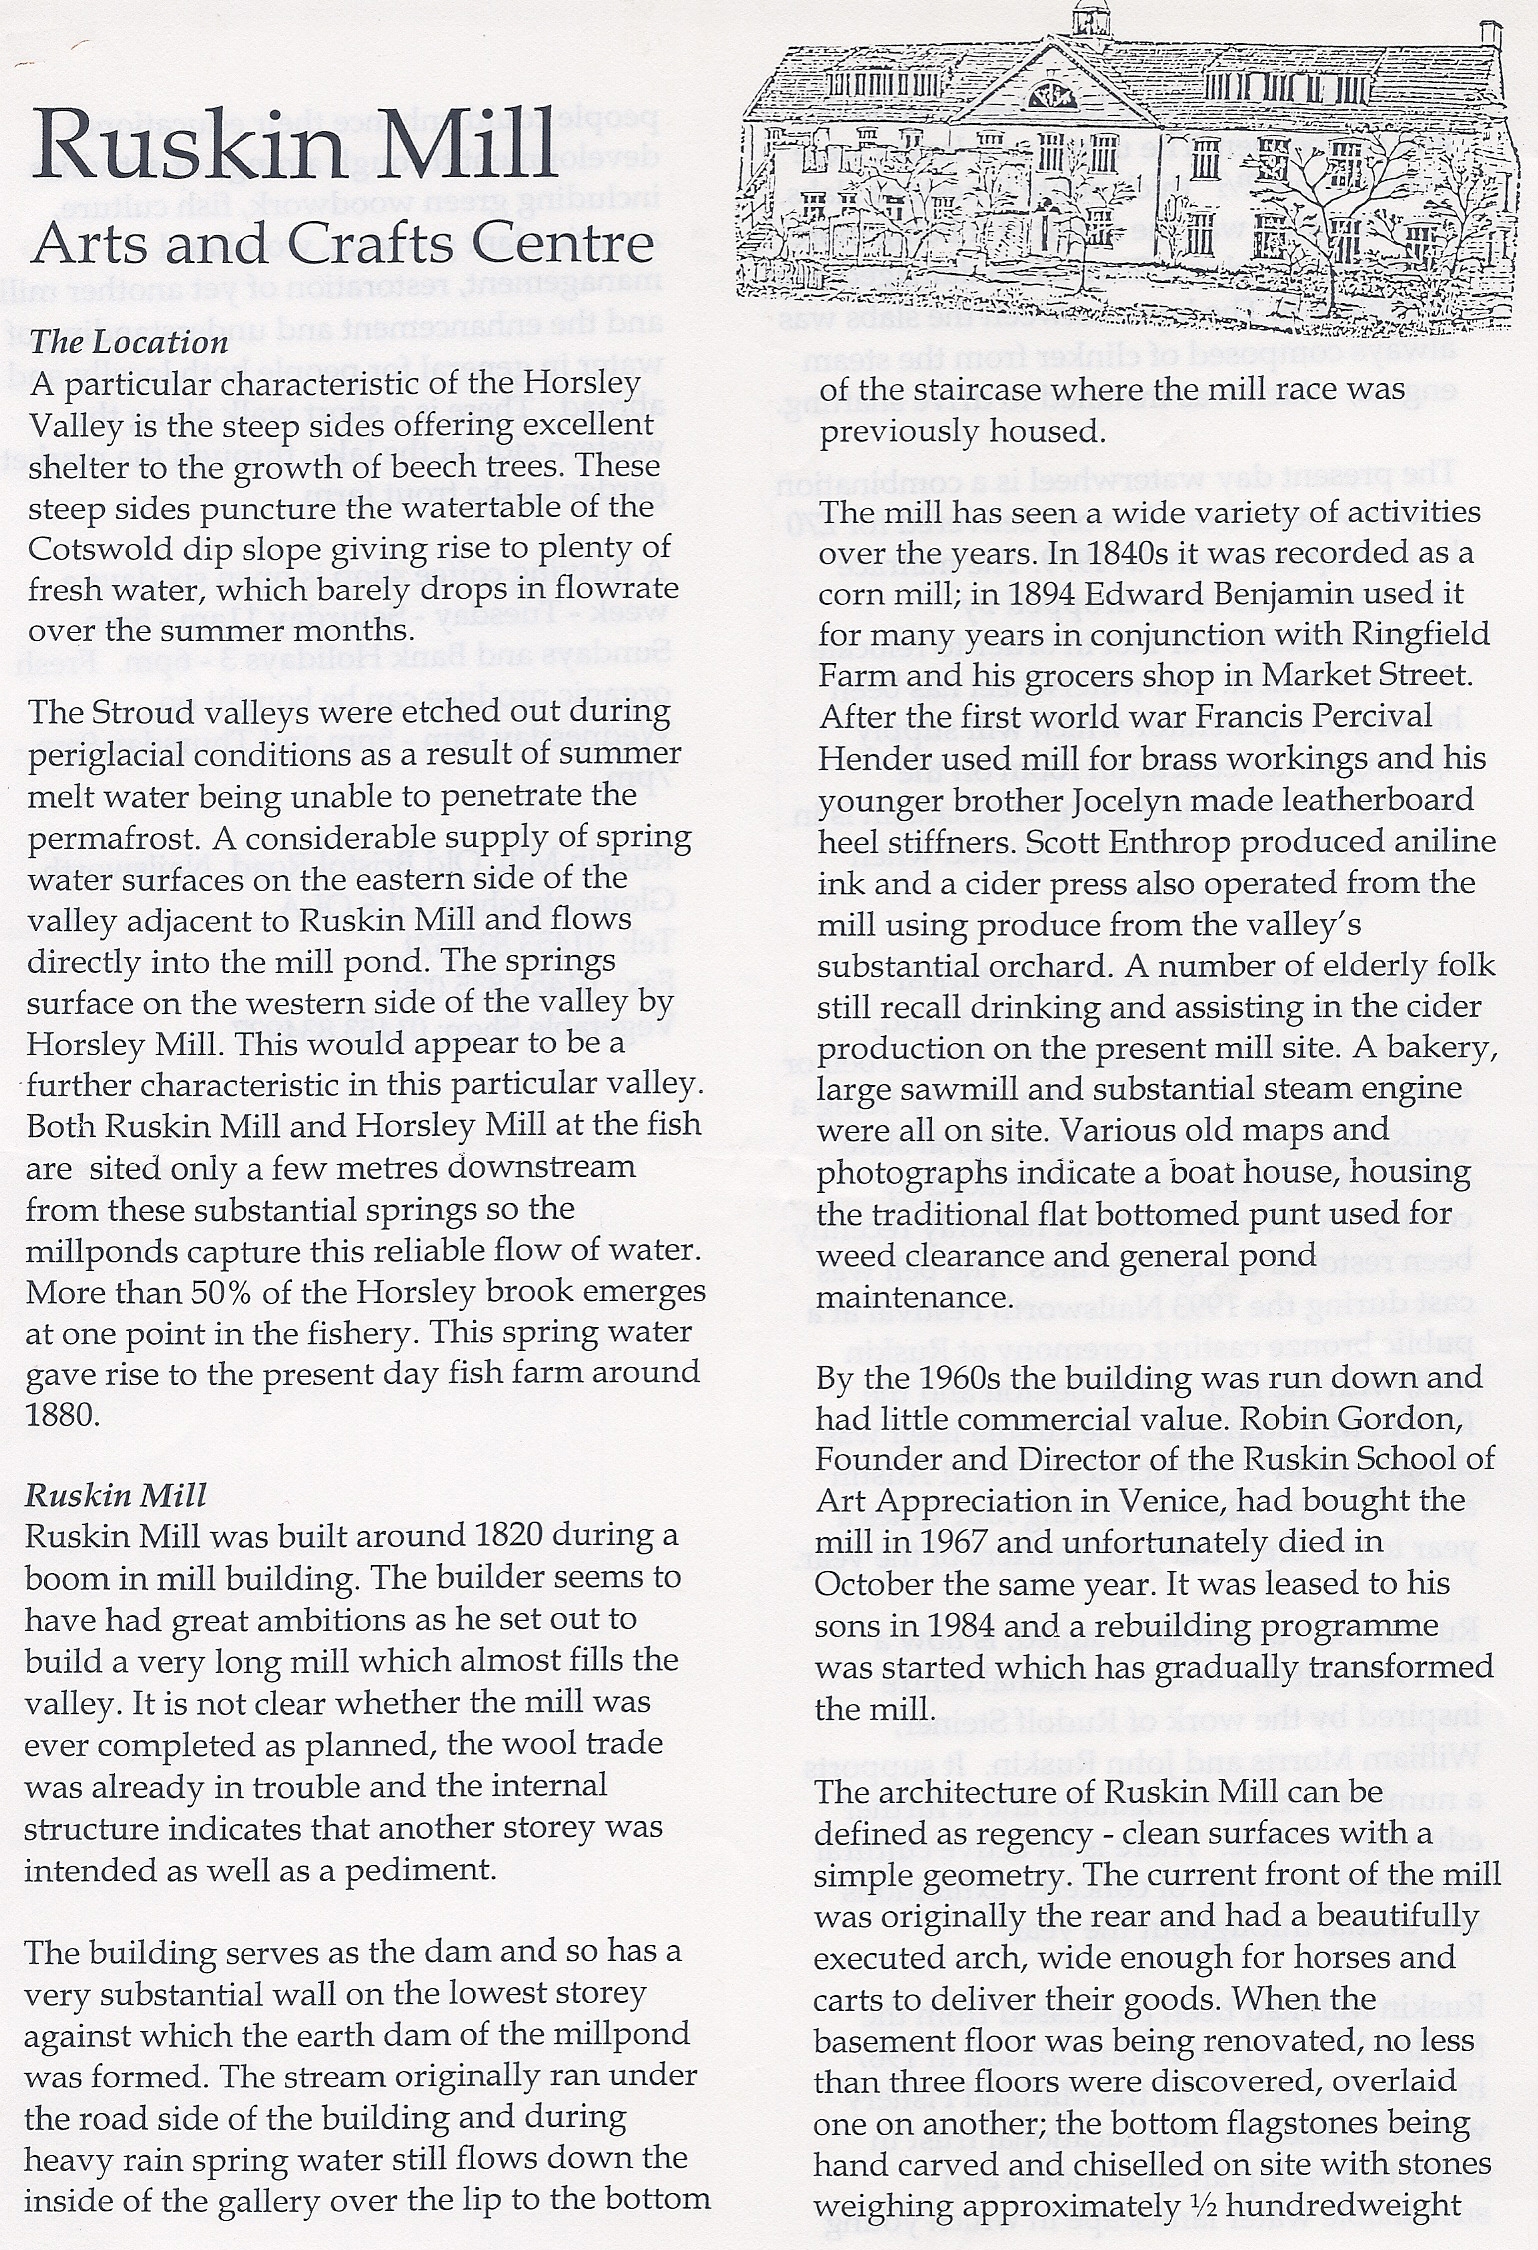 Ruskin Mill
Arts and Crafts Centre
The Location
A particular characteristic of the Horsley
Valley is the steep sides offering excellent
shelter to the growth of beech trees. These
steep sides puncture the watertable of the
Cotswold dip slope giving rise to plenty of
fresh water, which barely drops in flowrate
over the summer months.
The Stroud valleys were etched out during
periglacial conditions as a result of summer
melt water being unable to penetrate the
permafrost. A considerable supply of spring
water surfaces on the eastern side of the
valley adjacent to Ruskin Mill and flows
directly into the mill pond. The springs
surface on the western side of the valley by
Horsley Mill. This would appear to be a
further characteristic in this particular valley.
Both Ruskin Mill and Horsley Mill at the fish
are sited only a few metres downstream
from these substantial springs so the
millponds capture this reliable flow of water.
More than 50% of the Horsley brook emerges
at one point in the fishery. This spring water
gave rise to the present day fish farm around
1880.
Ruskin Mill
Ruskin Mill was built around 1820 during a
boom in mill building. The builder seems to
have had great ambitions as he set out to
build a very long mill which almost fills the
valley. It is not clear whether the mill was
ever completed as planned, the wool trade
was already in trouble and the internal
structure indicates that another storey was
intended as well as a pediment.
The building serves as the dam and so has a
very substantial wall on the lowest storey
against which the earth dam of the millpond
was formed. The stream originally ran under
the road side of the building and during
heavy rain spring water still flows down the
inside of the gallery over the lip to the bottom
of the staircase where the mill race was
previously housed.
The mill has seen a wide variety of activities
over the years. In 1840s it was recorded as a
corn mill; in 1894 Edward Benjamin used it
for many years in conjunction with Ringfield
Farm and his grocers shop in Market Street.
After the first world war Francis Percival
Hender used mill for brass workings and his
younger brother Jocelyn made leatherboard
heel stiffners. Scott Enthrop produced aniline
ink and a cider press also operated from the
mill using produce from the valley's
substantial orchard. A number of elderly folk
still recall drinking and assisting in the cider
production on the present mill site. A bakery,
large sawmill and substantial steam engine
were all on site. Various old maps and
photographs indicate a boat house, housing
the traditional flat bottomed punt used for
weed clearance and general pond
maintenance.
By the 1960s the building was run down and
had little commercial value. Robin Gordon,
Founder and Director of the Ruskin School of
Art Appreciation in Venice, had bought the
mill in 1967 and unfortunately died in
October the same year. It was leased to his
sons in 1984 and a rebuilding programme
was started which has gradually transformed
the mill.
The architecture of Ruskin Mill can be
defined as regency - clean surfaces with a
simple geometry. The current front of the mill
was originally the rear and had a beautifully
executed arch, wide enough for horses and
carts to deliver their goods. When the
basement floor was being renovated, no less
than three floors were discovered, overlaid
one on another; the bottom flagstones being
hand carved and chiselled on site with stones
weighing approximately ½ hundredweight